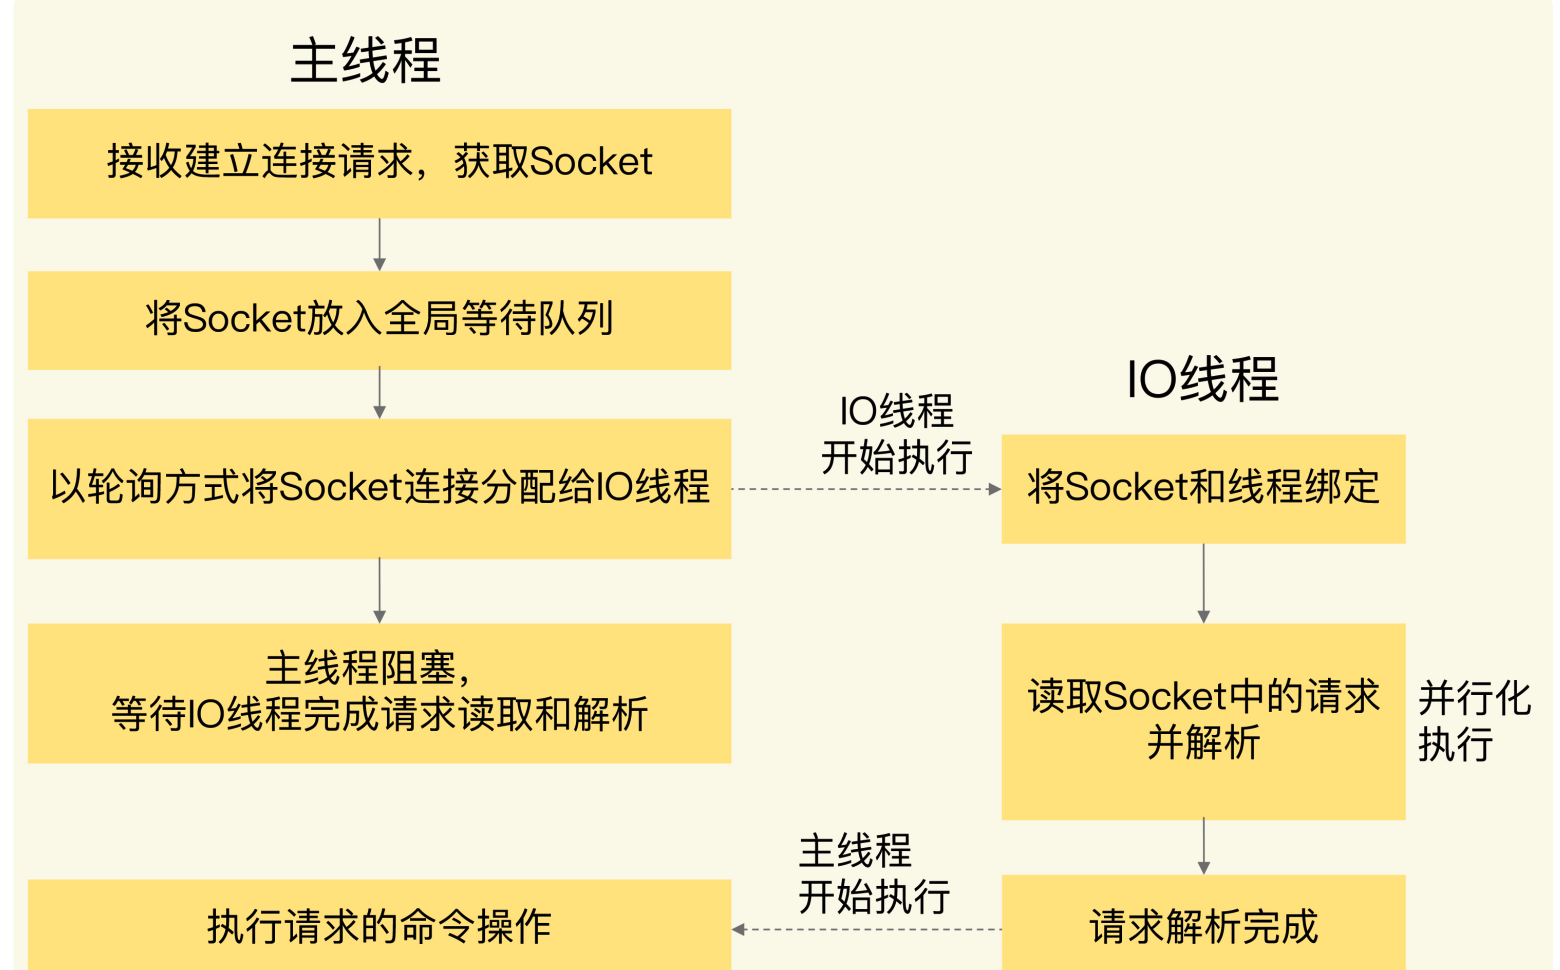 主线程
接收建立连接请求，获取Socket
将Socket放入全局等待队列
以轮询方式将Socket连接分配给IO线程
IO线程
开始执行
IO线程
将Socket和线程绑定
主线程阻塞，
等待IO线程完成请求读取和解析
读取Socket中的请求
并解析
并行化
执行
主线程
开始执行
请求解析完成
执行请求的命令操作